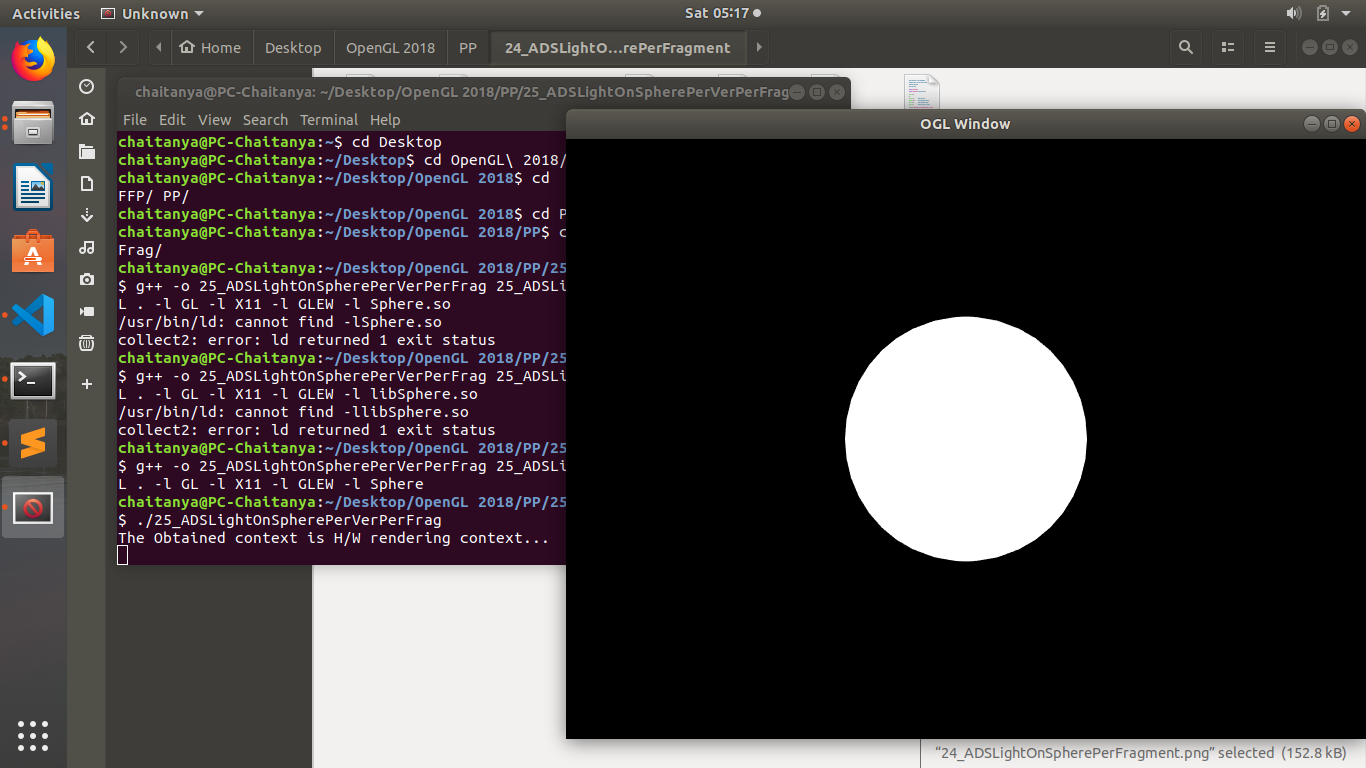 Activities
Unknown
Sat 05:17
Home
Desktop
OpenGL 2018
PP
24_ADSLightO...rePerFragment
chaitanya@PC-Chaitanya: ~/Desktop/OpenGL 2018/PP/25_ADSLightOnSpherePerVerPerFrag
File Edit View Search Terminal Help
chaitanya@PC-Chaitanya:~$ cd Desktop
chaitanya@PC-Chaitanya:~/Desktop$ cd OpenGL\ 2018/
chaitanya@PC-Chaitanya:~/Desktop/OpenGL 2018$ cd
FFP/ PP/
chaitanya@PC-Chaitanya:~/Desktop/OpenGL 2018$ cd P
chaitanya@PC-Chaitanya:~/Desktop/OpenGL 2018/PP$ c
Frag/
chaitanya@PC-Chaitanya:~/Desktop/OpenGL 2018/PP/25
$ g++ -o 25_ADSLightOnSpherePerVerPerFrag 25_ADSLi
L . -l GL -l X11 -l GLEW -l Sphere.so
/usr/bin/ld: cannot find -lSphere.so
collect2: error: ld returned 1 exit status
chaitanya@PC-Chaitanya:~/Desktop/OpenGL 2018/PP/25
$ g++ -o 25_ADSLightOnSpherePerVerPerFrag 25_ADSLi
L . -l GL -l X11 -l GLEW -l libSphere.so
/usr/bin/ld: cannot find -llibSphere.so
collect2: error: ld returned 1 exit status
chaitanya@PC-Chaitanya:~/Desktop/OpenGL 2018/PP/25
$ g++ -o 25_ADSLightOnSpherePerVerPerFrag 25_ADSLi
L . -l GL -l X11 -l GLEW -l Sphere
chaitanya@PC-Chaitanya:~/Desktop/OpenGL 2018/PP/25
$ ./25_ADSLightOnSpherePerVerPerFrag
The Obtained context is H/W rendering context...
OGL Window
“24_ADSLightOnSpherePerFragment.png” selected (152.8 kB)